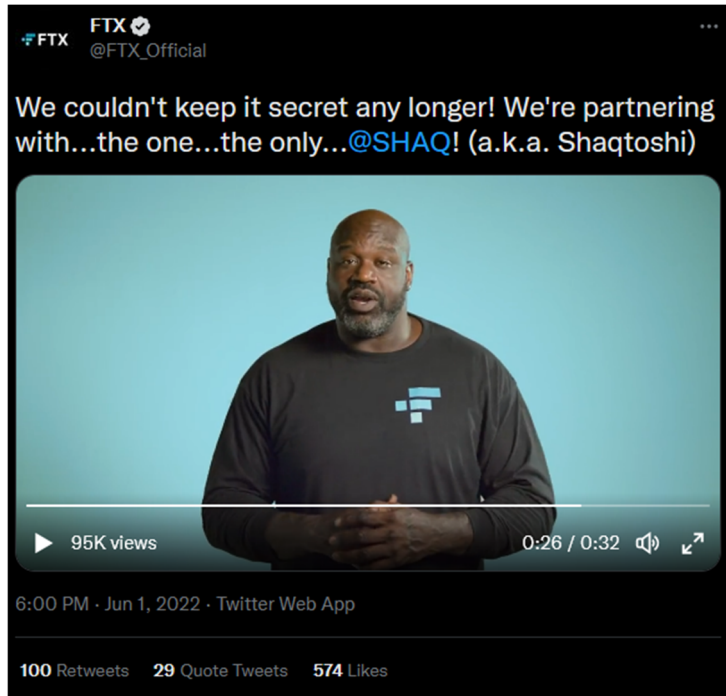 FTX
FTX
@FTX_Official
We couldn't keep it secret any longer! We're partnering
with...the one...the only...@SHAQ! (a.k.a. Shaqtoshi)
95K views
0:26 / 0:32
6:00 PM · Jun 1, 2022 · Twitter Web App
100 Retweets 29 Quote Tweets 574 Likes